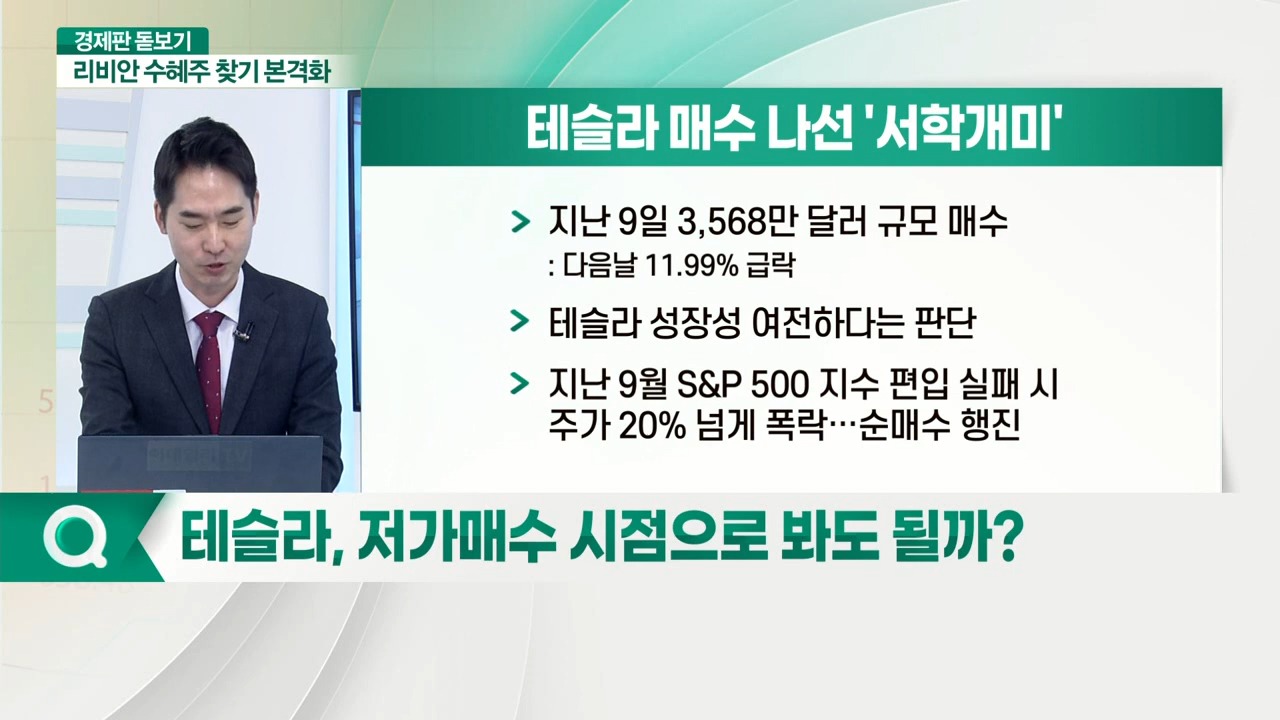 경제판 돋보기
리비안 수혜주 찾기 본격화
테슬라 매수 나선 '서학개미'
> 지난 9일 3,568만 달러 규모 매수
: 다음날 11.99% 급락
> 테슬라 성장성 여전하다는 판단
> 지난 9월 S&P 500 지수 편입 실패 시
주가 20% 넘게 폭락…순매수 행진
Q 테슬라, 저가매수 시점으로 봐도 될까?